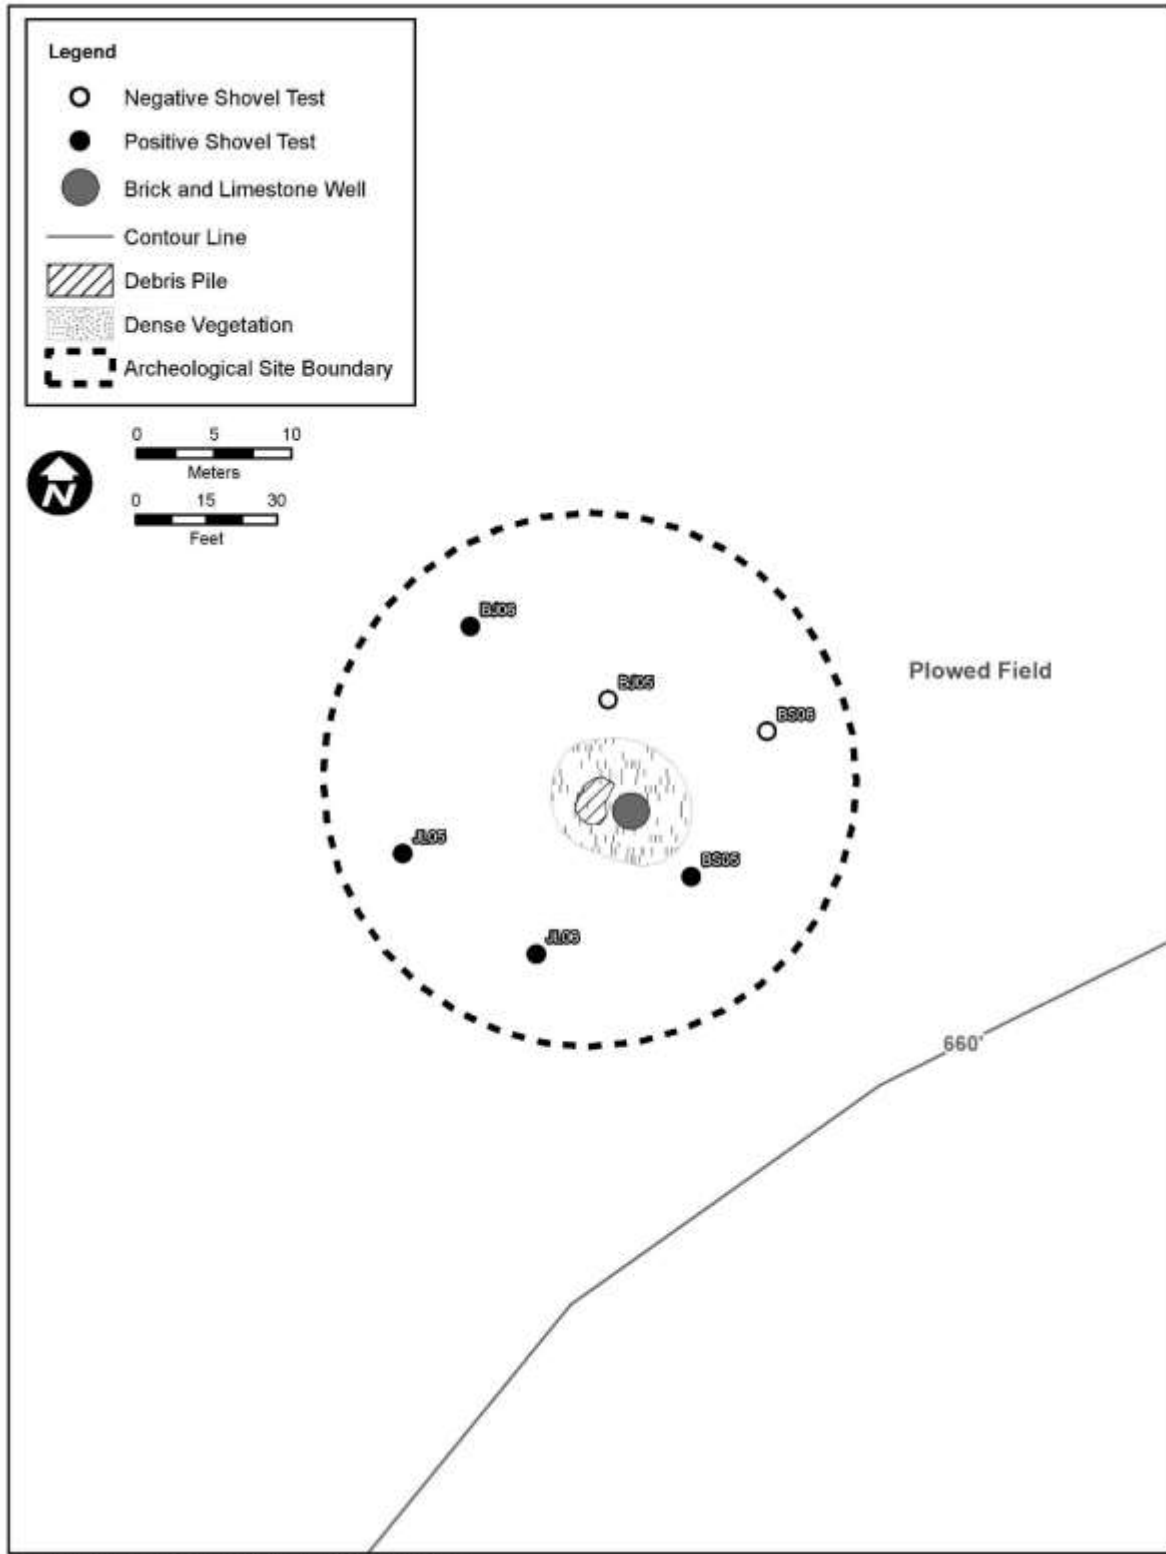 Legend
Negative Shovel Test
Positive Shovel Test
Brick and Limestone Well
Contour Line
Debris Pile
Dense Vegetation
Archeological Site Boundary
0 5 10
Meters
N
0 15 30
Feet
BJ06
BJ05
Plowed Field
BS06
JL05
BS05
JL06
660'